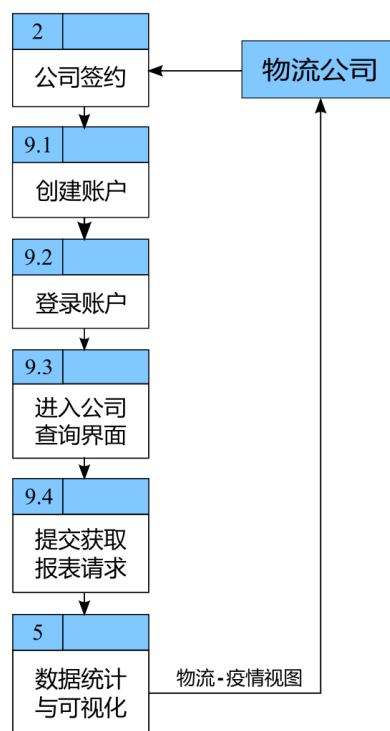 2
公司签约
物流公司
9.1
创建账户
9.2
登录账户
9.3
进入公司
查询界面
9.4
提交获取
报表请求
5
数据统计
与可视化
物流-疫情视图